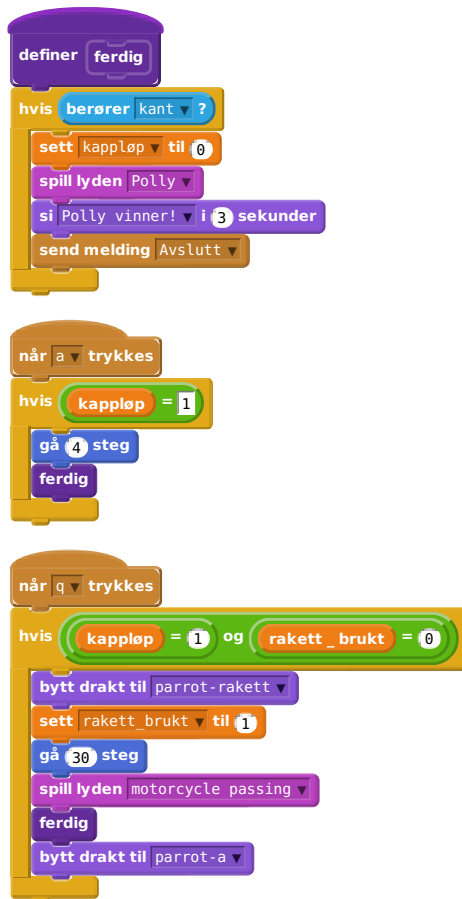 definer ferdig
hvis berører kant ▾ ?
sett kappløp ▾ til 0
spill lyden Polly ▾
si Polly vinner! ▾ i 3 sekunder
send melding Avslutt ▾
når a ▾ trykkes
hvis kappløp = 1
gå 4 steg
ferdig
når q ▾ trykkes
hvis kappløp = 1 og rakett _ brukt = 0
bytt drakt til parrot-rakett ▾
sett rakett_brukt ▾ til 1
gå 30 steg
spill lyden motorcycle passing ▾
ferdig
bytt drakt til parrot-a ▾